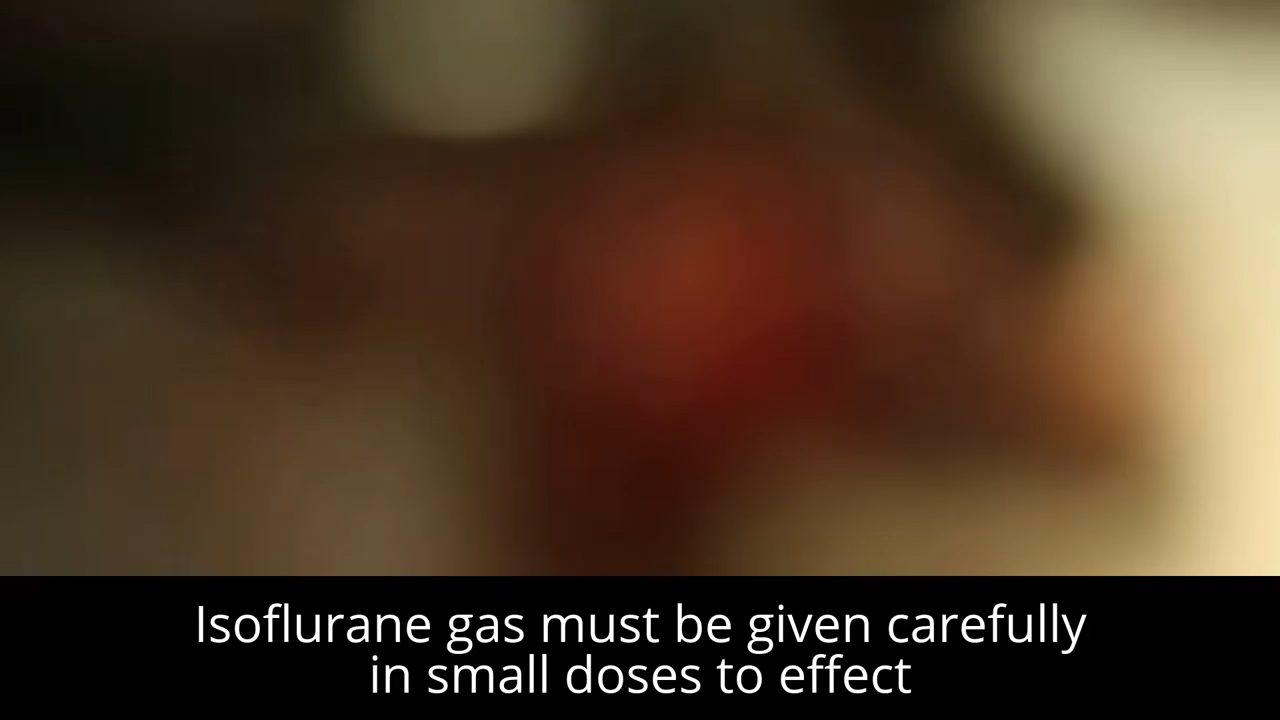 Isoflurane gas must be given carefully
in small doses to effect